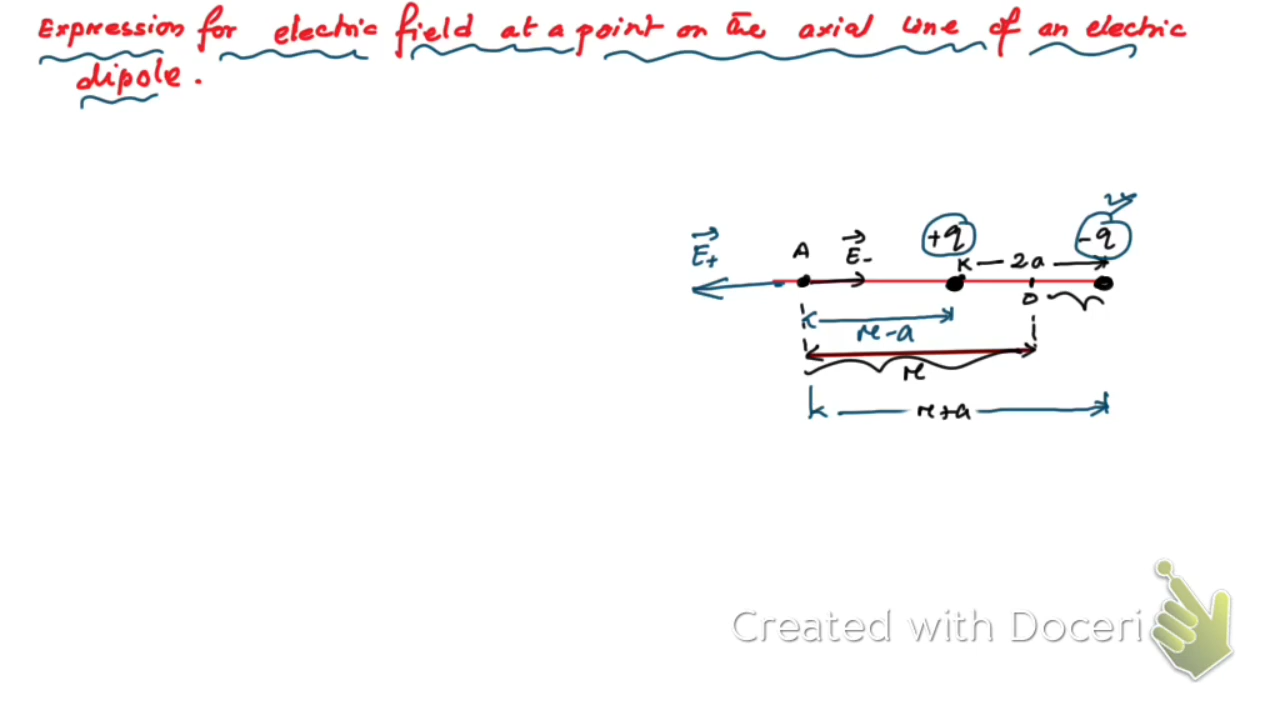 Expression for electric field at a point on the axial line of an electric
dipole.
+q
-q
E+
A
E-
2a
O
r-a
r
r+a
Created with Doceri